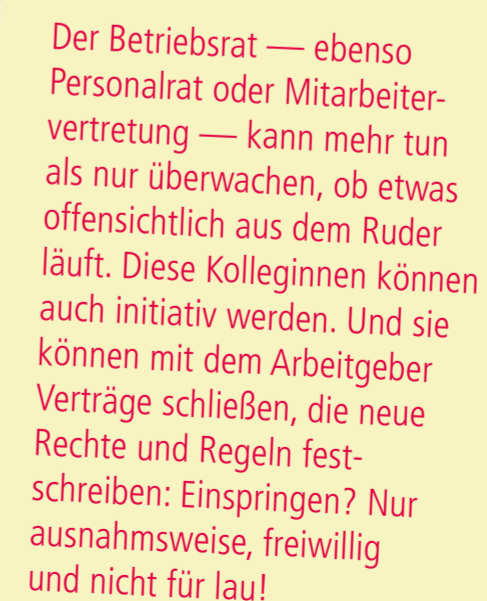 Der Betriebsrat — ebenso
Personalrat oder Mitarbeiter-
vertretung — kann mehr tun
als nur überwachen, ob etwas
offensichtlich aus dem Ruder
läuft. Diese Kolleginnen können
auch initiativ werden. Und sie
können mit dem Arbeitgeber
Verträge schließen, die neue
Rechte und Regeln fest-
schreiben: Einspringen? Nur
ausnahmsweise, freiwillig
und nicht für lau!